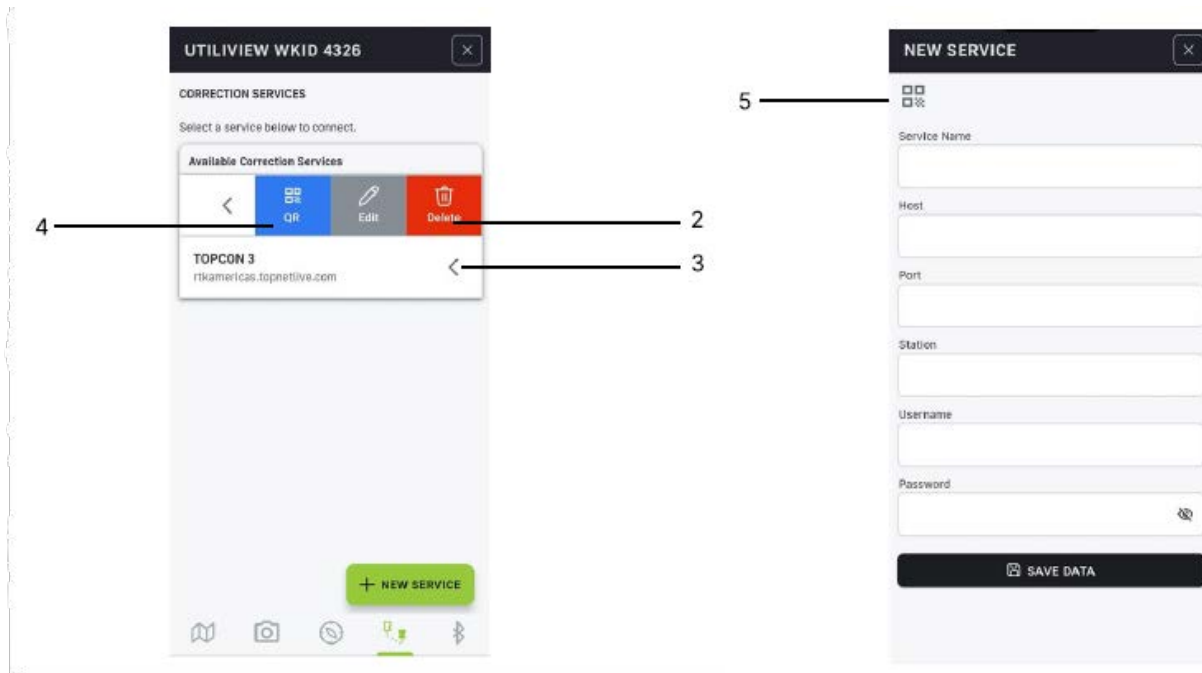 UTILIVIEW WKID 4326
CORRECTION SERVICES
Select a service below to connect.
Available Correction Services
QR
Edit
Delete
4
2
TOPCON 3
rtkamericas.topnetlive.com
3
+ NEW SERVICE
NEW SERVICE
5
Service Name
Host
Port
Station
Username
Password
SAVE DATA